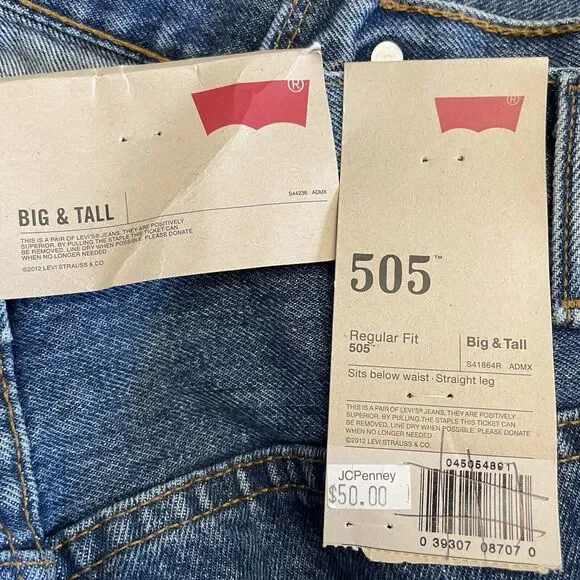 ®
BIG & TALL
S44236 ADMX
THIS IS A PAIR OF LEVI'S® JEANS, THEY ARE POSITIVELY
SUPERIOR. BY PULLING THE STAPLE THIS TICKET CAN
BE REMOVED. LINE DRY WHEN POSSIBLE. PLEASE DONATE
WHEN NO LONGER NEEDED
©2012 LEVI STRAUSS & CO
®
505™
Regular Fit
505™
Big & Tall
S41864R ADMX
Sits below waist · Straight leg
THIS IS A PAIR OF LEVI'S® JEANS, THEY ARE POSITIVELY
SUPERIOR. BY PULLING THE STAPLE THIS TICKET CAN
BE REMOVED. LINE DRY WHEN POSSIBLE. PLEASE DONATE
WHEN NO LONGER NEEDED
©2012 LEVI STRAUSS & CO.
045054891
JCPenney
$50.00
0 39307 08707 0